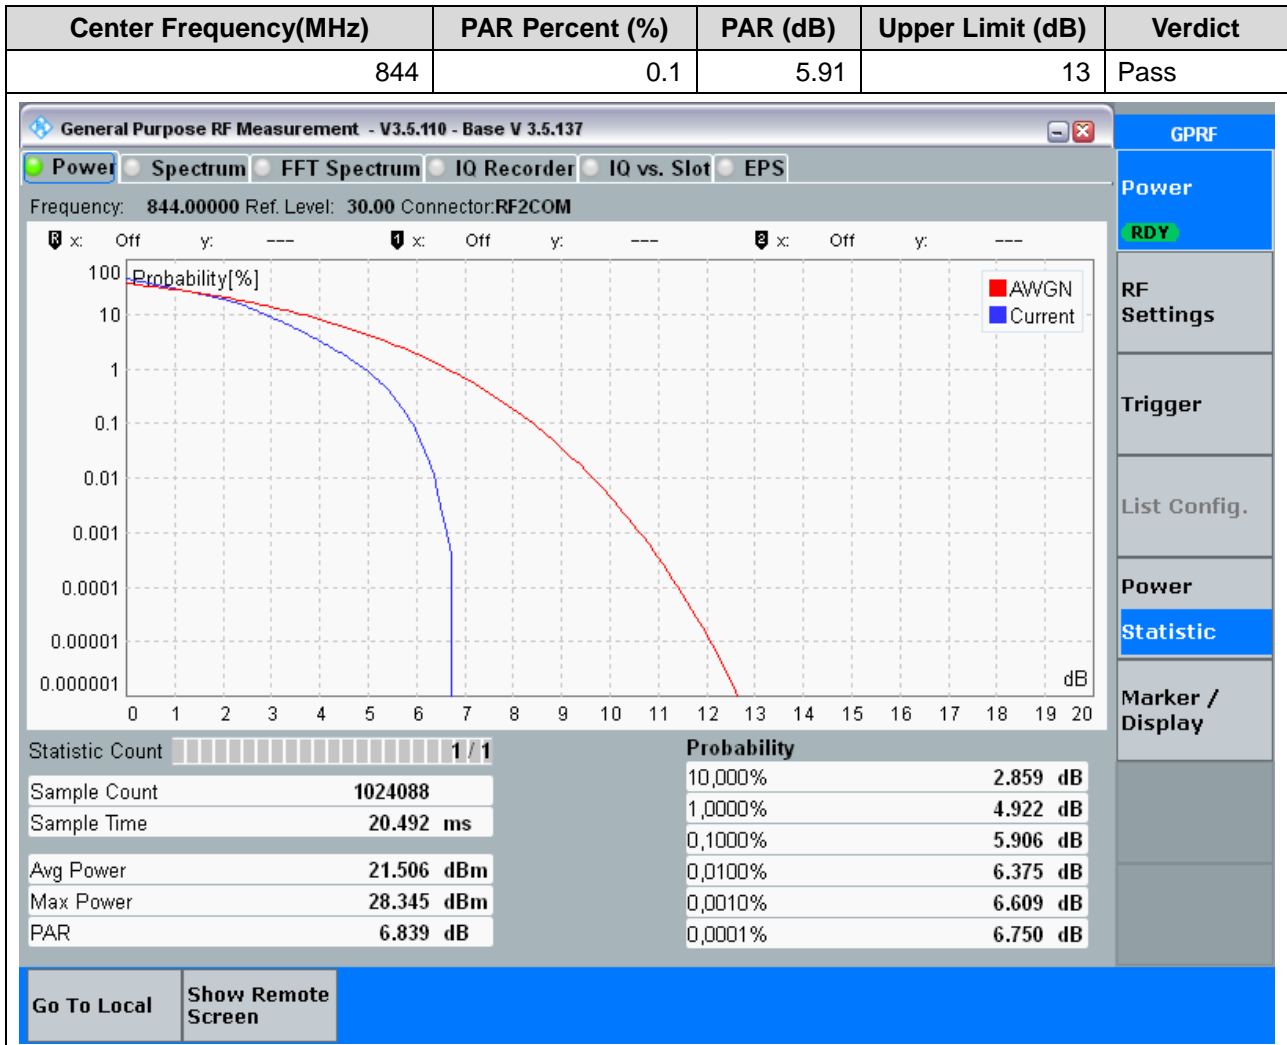 Center Frequency(MHz) PAR Percent (%) PAR (dB) Upper Limit (dB) Verdict
844 0.1 5.91 13 Pass
General Purpose RF Measurement - V3.5.110 - Base V 3.5.137
GPRF
Power Spectrum FFT Spectrum IQ Recorder IQ vs. Slot EPS
Power
RDY
Frequency: 844.00000 Ref. Level: 30.00 Connector:RF2COM
R x: Off y: --- 1 x: Off y: --- 2 x: Off y: ---
Probability[%]
AWGN
Current
100
10
1
0.1
0.01
0.001
0.0001
0.00001
0.000001
dB
0 1 2 3 4 5 6 7 8 9 10 11 12 13 14 15 16 17 18 19 20
RF
Settings
Trigger
List Config.
Power
Statistic
Marker /
Display
Statistic Count 1 / 1
Sample Count 1024088
Sample Time 20.492 ms
Avg Power 21.506 dBm
Max Power 28.345 dBm
PAR 6.839 dB
Probability
10,000% 2.859 dB
1,0000% 4.922 dB
0,1000% 5.906 dB
0,0100% 6.375 dB
0,0010% 6.609 dB
0,0001% 6.750 dB
Go To Local
Show Remote
Screen